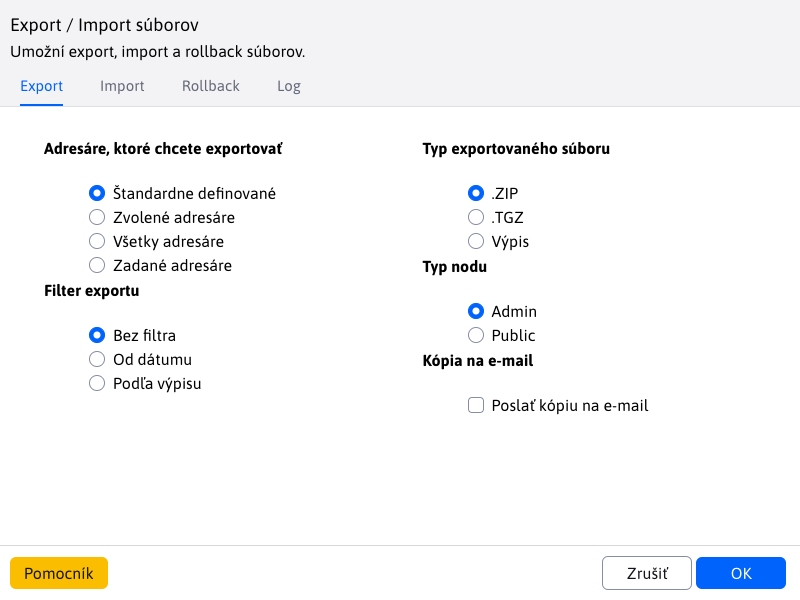 Export / Import súborov
Umožní export, import a rollback súborov.
Export Import Rollback Log
Adresáre, ktoré chcete exportovať
Štandardne definované
Zvolené adresáre
Všetky adresáre
Zadané adresáre
Filter exportu
Bez filtra
Od dátumu
Podľa výpisu
Typ exportovaného súboru
.ZIP
.TGZ
Výpis
Typ nodu
Admin
Public
Kópia na e-mail
Poslať kópiu na e-mail
Pomocník Zrušiť OK